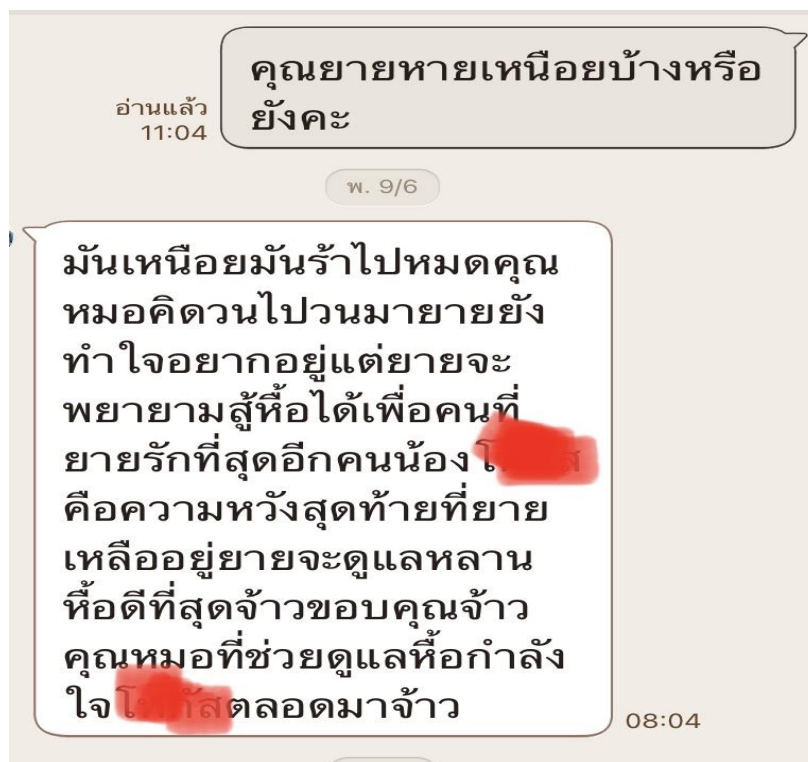 คุณยายหายเหนือยบ้างหรือ
ยังคะ
อ่านแล้ว
11:04
พ. 9/6
มันเหนือยมันร้าไปหมดคุณ
หมอคิดวนไปวนมายายยัง
ทำใจอยากอยู่แต่ยายจะ
พยายามสู้หื้อได้เพื่อคนที่
ยายรักที่สุดอีกคนน้อง
คือความหวังสุดท้ายที่ยาย
เหลืออยู่ยายจะดูแลหลาน
หื้อดีที่สุดจ้าวขอบคุณจ้าว
คุณหมอที่ช่วยดูแลหื้อกำลัง
ใจ ตลอดมาจ้าว
08:04